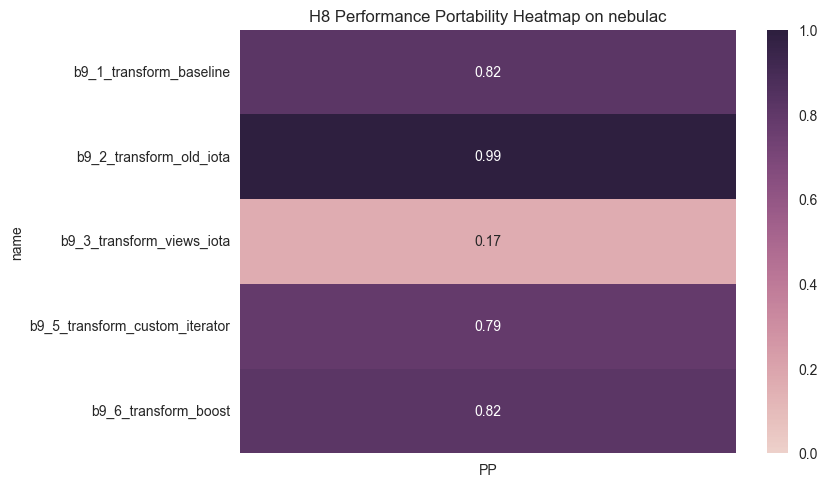 H8 Performance Portability Heatmap on nebulac
name
b9_1_transform_baseline 0.82
b9_2_transform_old_iota 0.99
b9_3_transform_views_iota 0.17
b9_5_transform_custom_iterator 0.79
b9_6_transform_boost 0.82
PP
1.0
0.8
0.6
0.4
0.2
0.0